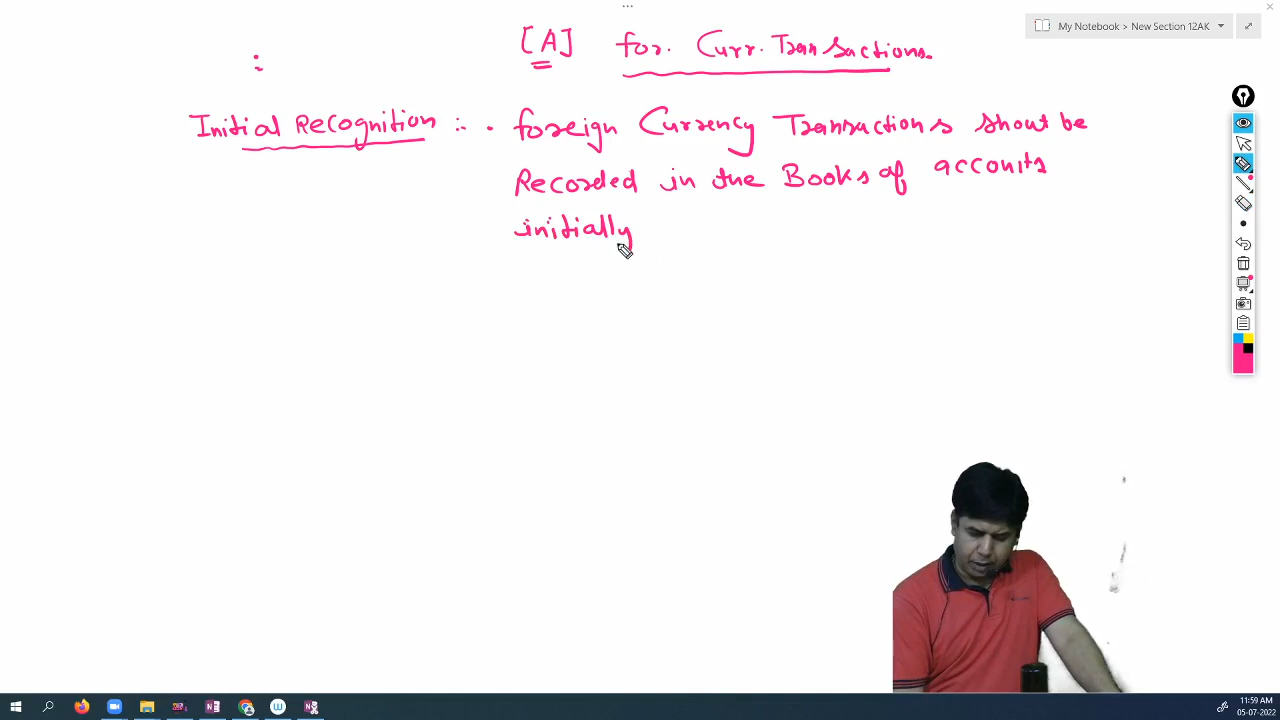 My Notebook > New Section 12AK
[A] for. Curr. Transactions.
:
Initial Recognition :- • foreign Currency Transactions shout be
Recorded in the Books of accounts
initially
11:59 AM
05-07-2022